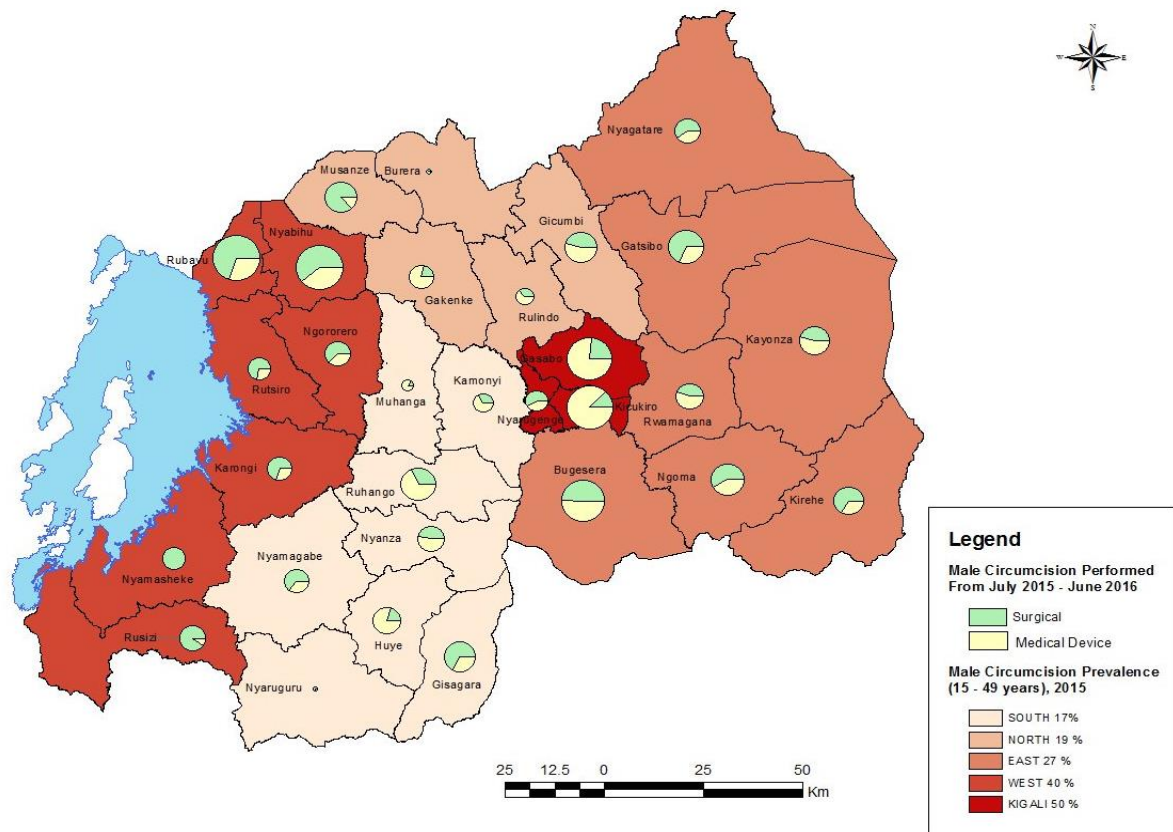 N
W E
S
Nyagatare
Musanze
Burera
Gicumbi
Gatsibo
Nyabihu
Rubavu
Gakenke
Rulindo
Kayonza
Ngororero
Gasabo
Rutsiro
Muhanga
Kamonyi
Nyarugenge
Kicukiro
Rwamagana
Karongi
Bugesera
Ngoma
Ruhango
Kirehe
Nyanza
Nyamagabe
Nyamasheke
Rusizi
Huye
Gisagara
Nyaruguru
25 12.5 0 25 50
Km
Legend
Male Circumcision Performed
From July 2015 - June 2016
Surgical
Medical Device
Male Circumcision Prevalence
(15 - 49 years), 2015
SOUTH 17%
NORTH 19 %
EAST 27 %
WEST 40 %
KIGALI 50 %